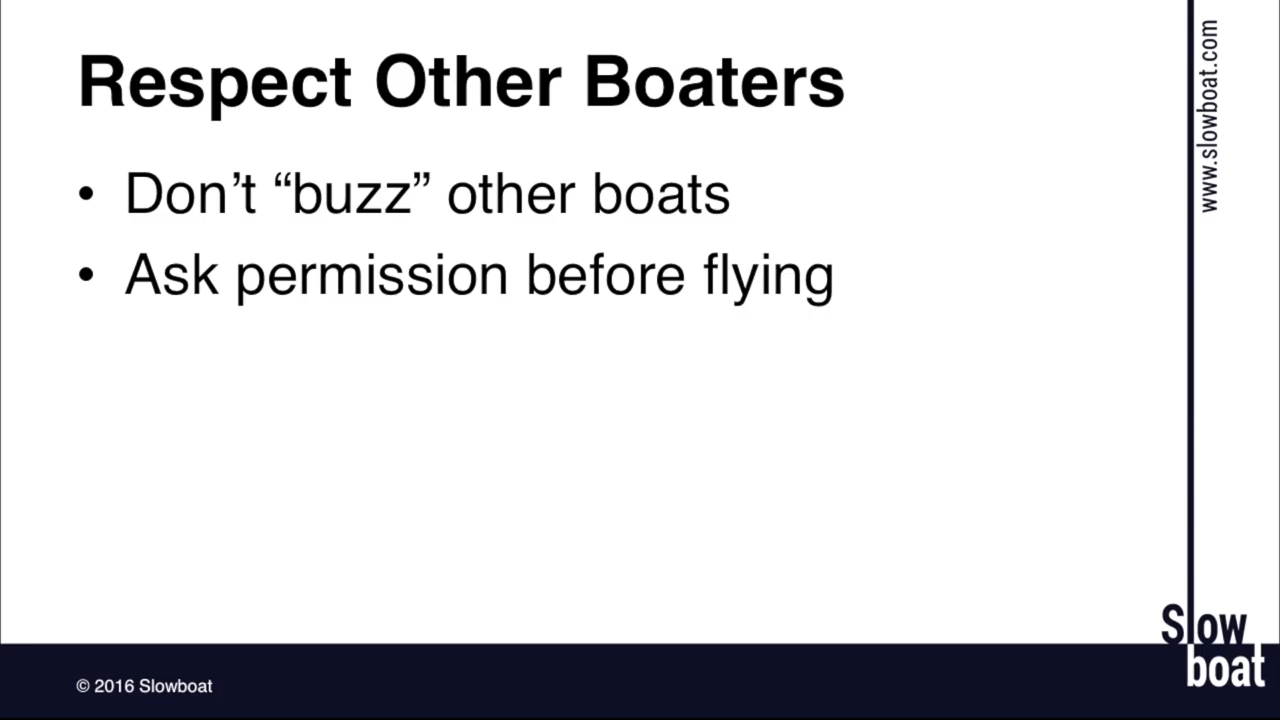 Respect Other Boaters
• Don’t “buzz” other boats
• Ask permission before flying
www.slowboat.com
Slow
boat
© 2016 Slowboat